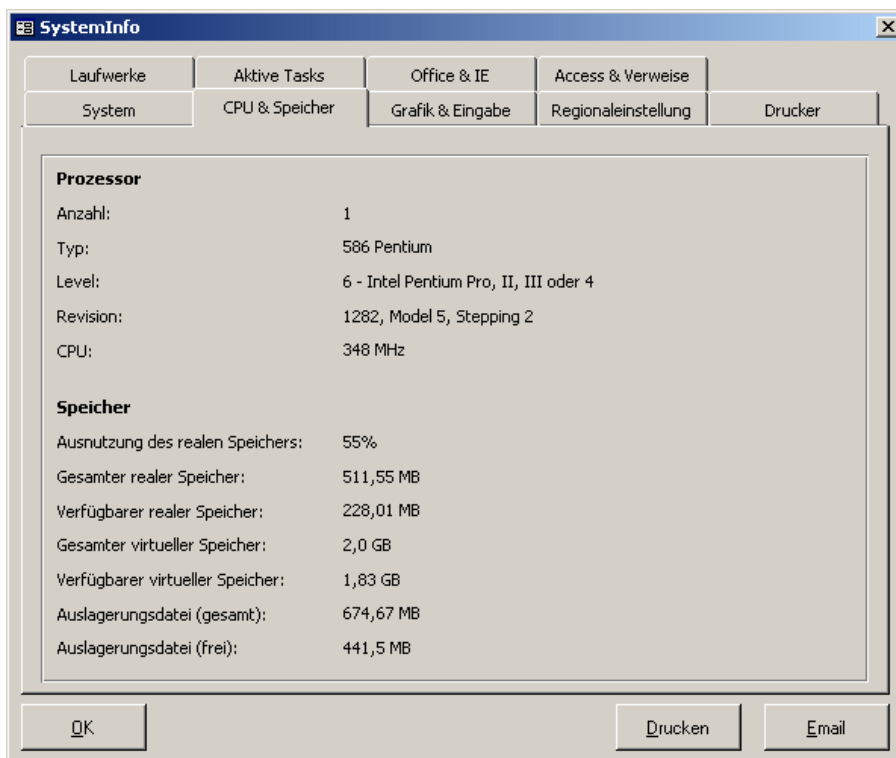 SystemInfo
Laufwerke Aktive Tasks Office & IE Access & Verweise
System CPU & Speicher Grafik & Eingabe Regionaleinstellung Drucker
Prozessor
Anzahl: 1
Typ: 586 Pentium
Level: 6 - Intel Pentium Pro, II, III oder 4
Revision: 1282, Model 5, Stepping 2
CPU: 348 MHz
Speicher
Ausnutzung des realen Speichers: 55%
Gesamter realer Speicher: 511,55 MB
Verfügbarer realer Speicher: 228,01 MB
Gesamter virtueller Speicher: 2,0 GB
Verfügbarer virtueller Speicher: 1,83 GB
Auslagerungsdatei (gesamt): 674,67 MB
Auslagerungsdatei (frei): 441,5 MB
OK Drucken Email